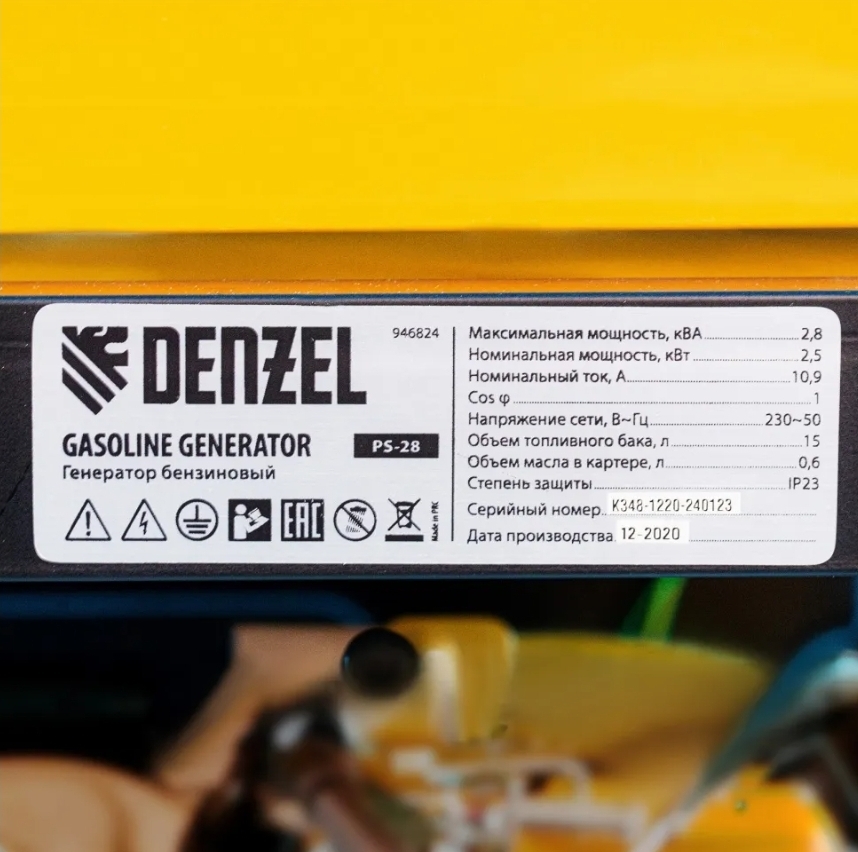 DENZEL
946824
GASOLINE GENERATOR
PS-28
Генератор бензиновый
EAC
Made in PRC
Максимальная мощность, кВА 2,8
Номинальная мощность, кВт 2,5
Номинальный ток, А 10,9
Cos φ 1
Напряжение сети, В~Гц 230~50
Объем топливного бака, л 15
Объем масла в картере, л 0,6
Степень защиты IP23
Серийный номер K348-1220-240123
Дата производства 12-2020